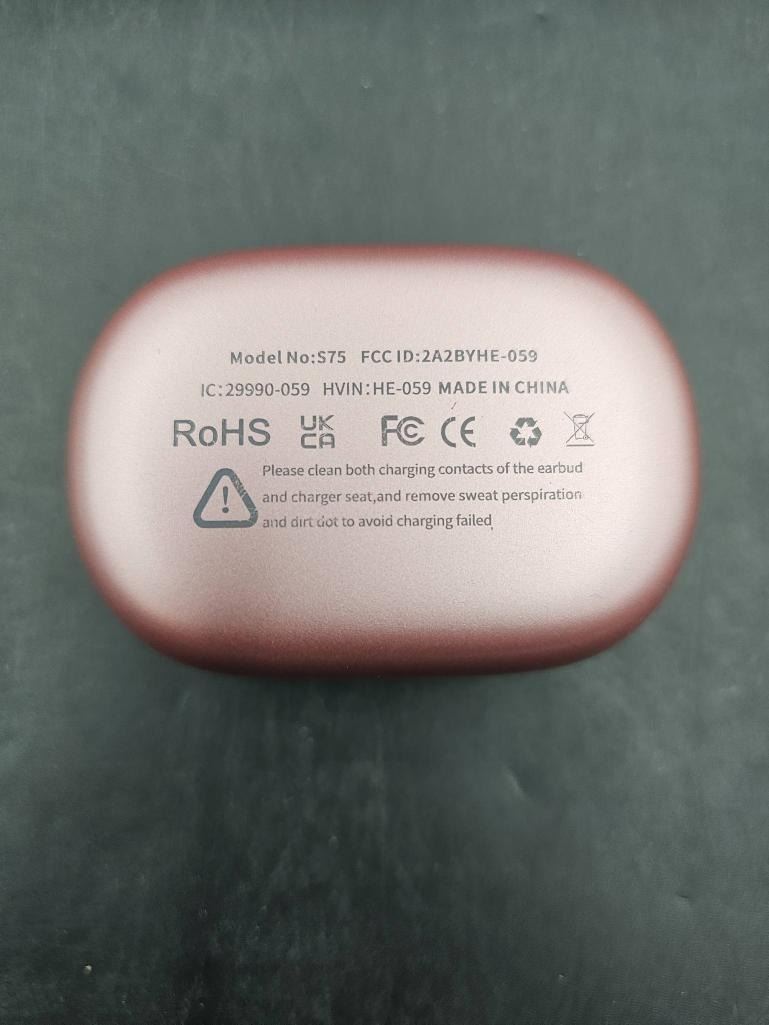 Model No:S75 FCC ID:2A2BYHE-059
IC:29990-059 HVIN:HE-059 MADE IN CHINA
RoHS UK CA FC CE
Please clean both charging contacts of the earbud
and charger seat,and remove sweat perspiration
and dirt dot to avoid charging failed